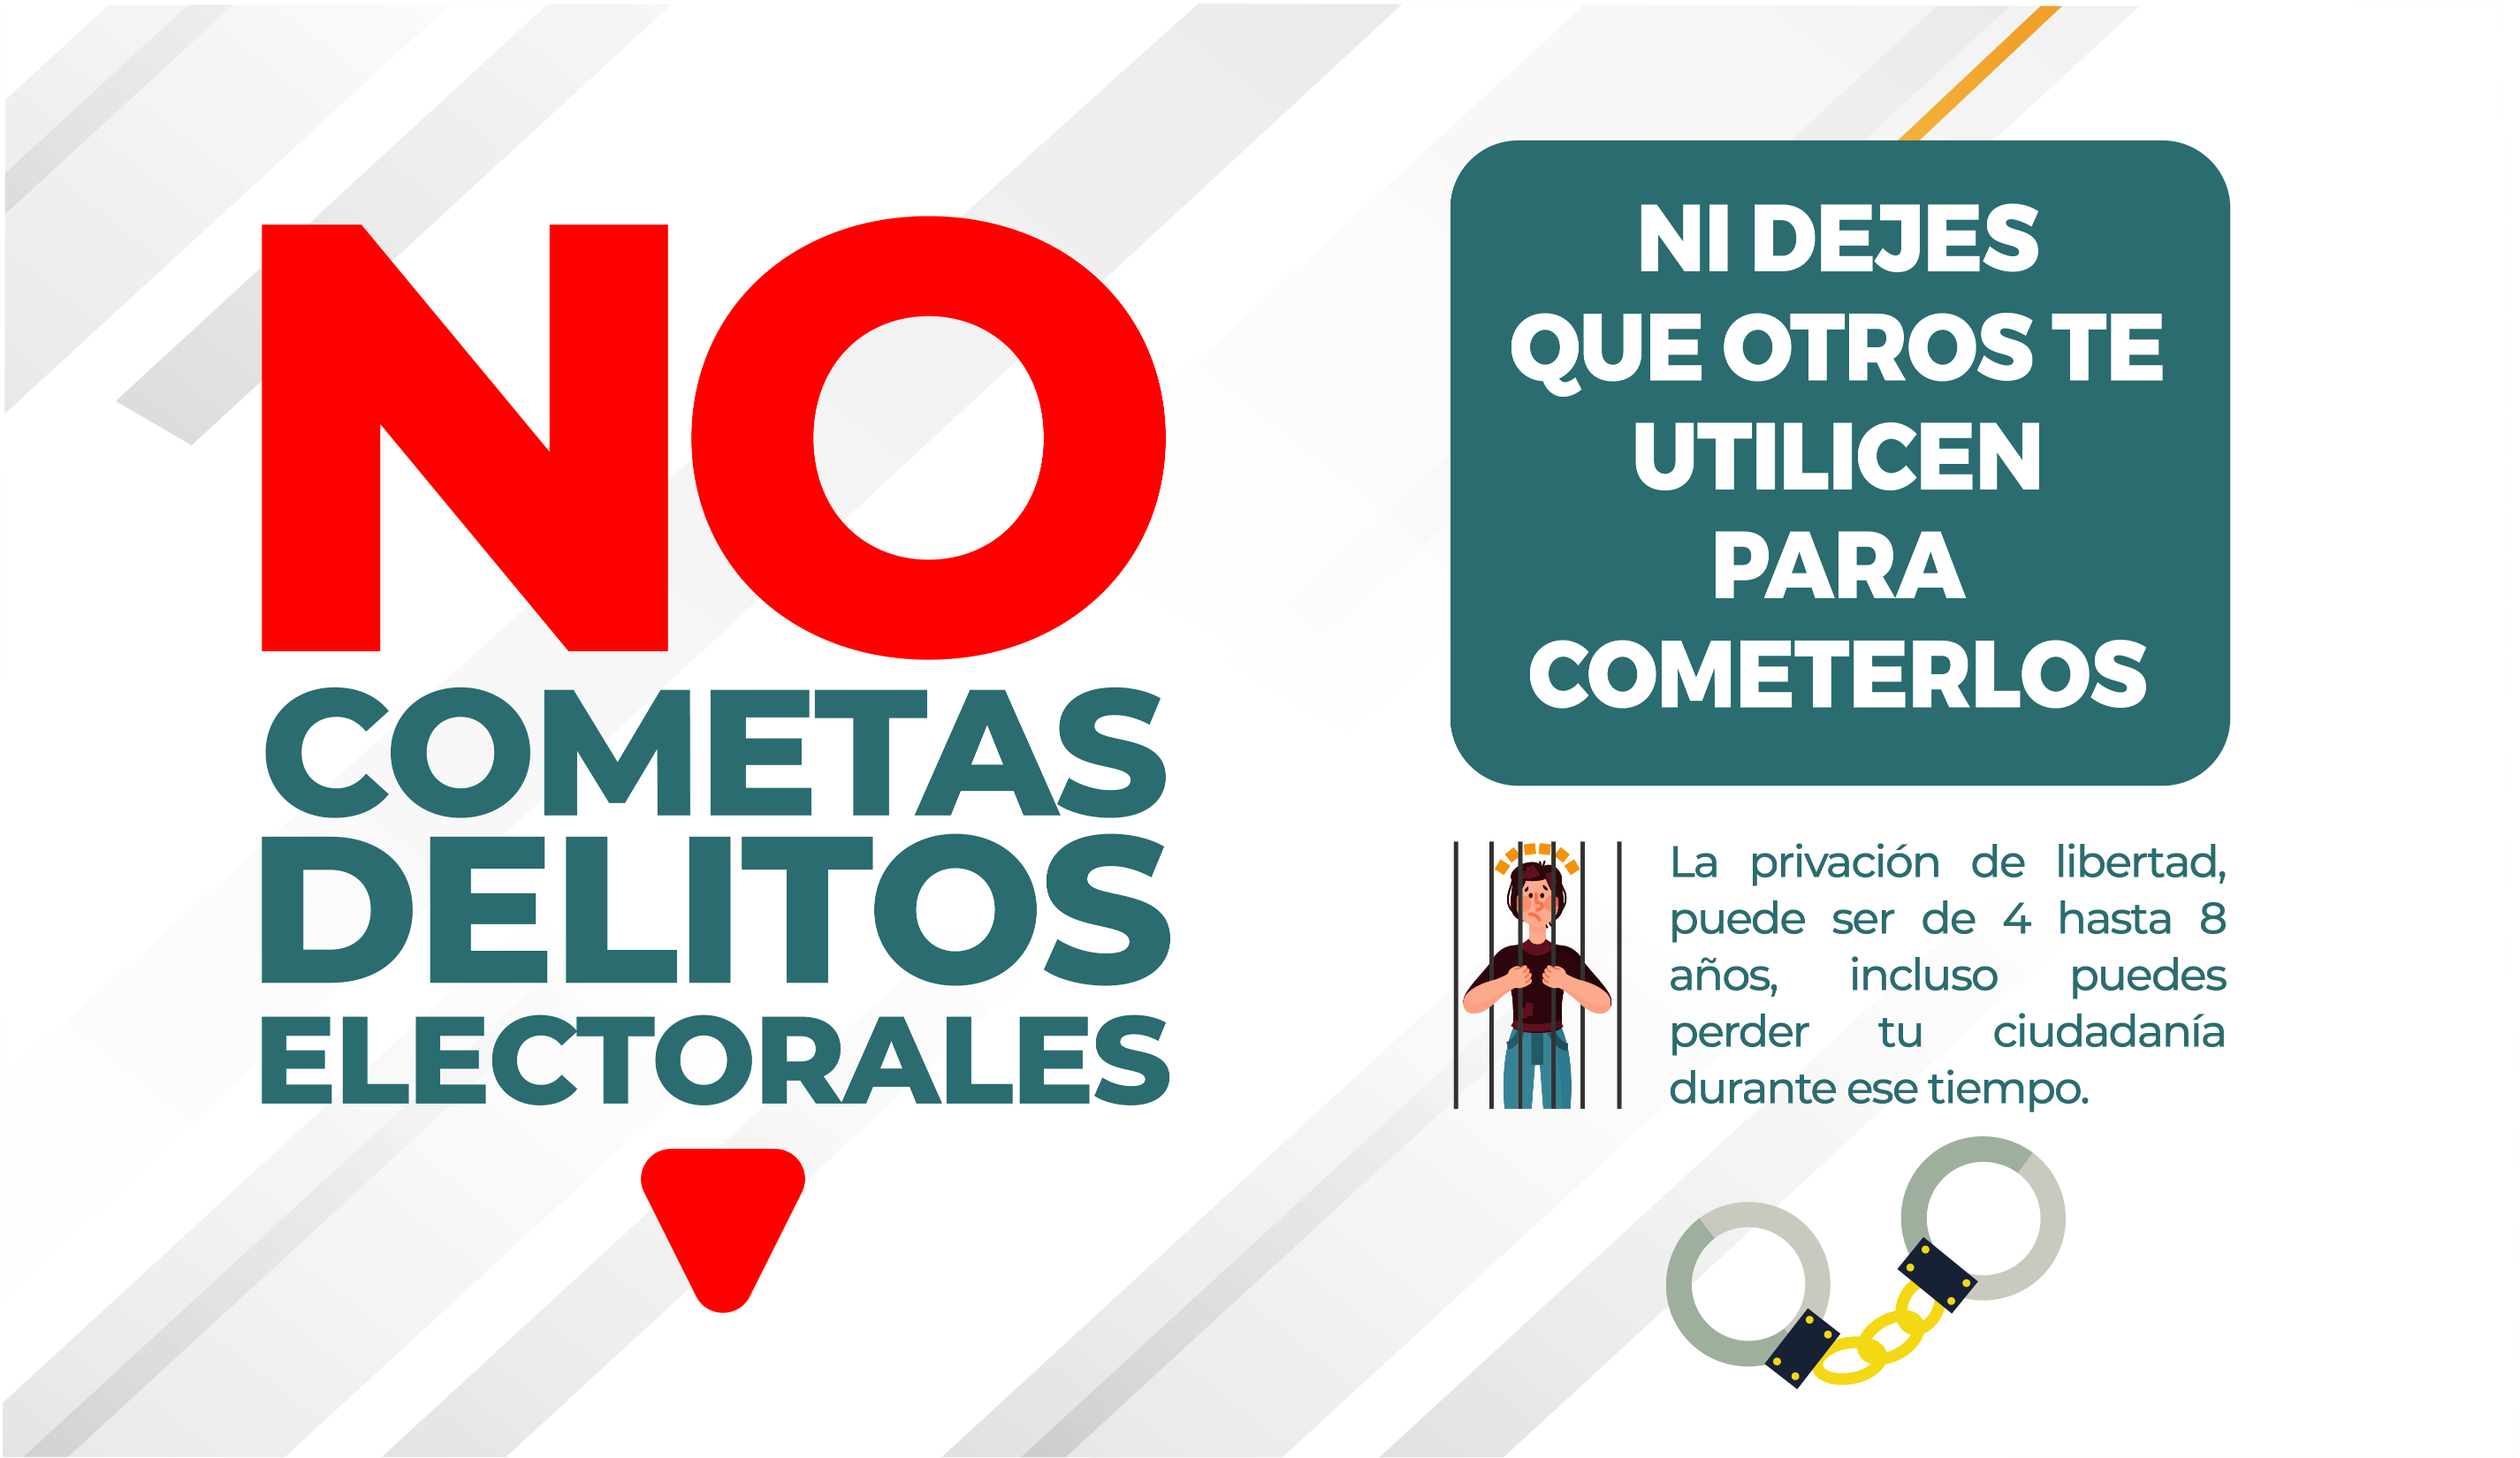 NO
COMETAS
DELITOS
ELECTORALES
NI DEJES
QUE OTROS TE
UTILICEN
PARA
COMETERLOS
La privación de libertad,
puede ser de 4 hasta 8
años, incluso puedes
perder tu ciudadanía
durante ese tiempo.